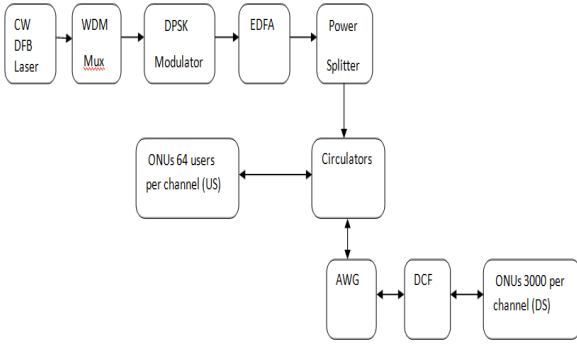 CW
DFB
Laser
WDM
Mux
DPSK
Modulator
EDFA
Power
Splitter
ONUs 64 users
per channel (US)
Circulators
AWG
DCF
ONUs 3000 per
channel (DS)